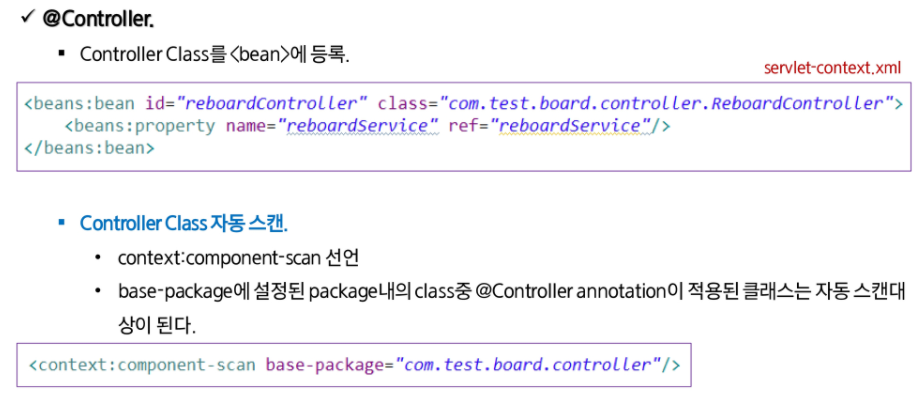 ✓ @Controller.
▪ Controller Class를 <bean>에 등록.
servlet-context.xml
<beans:bean id="reboardController" class="com.test.board.controller.ReboardController">
<beans:property name="reboardService" ref="reboardService"/>
</beans:bean>
▪ Controller Class 자동 스캔.
• context:component-scan 선언
• base-package에 설정된 package내의 class중 @Controller annotation이 적용된 클래스는 자동 스캔대
상이 된다.
<context:component-scan base-package="com.test.board.controller"/>